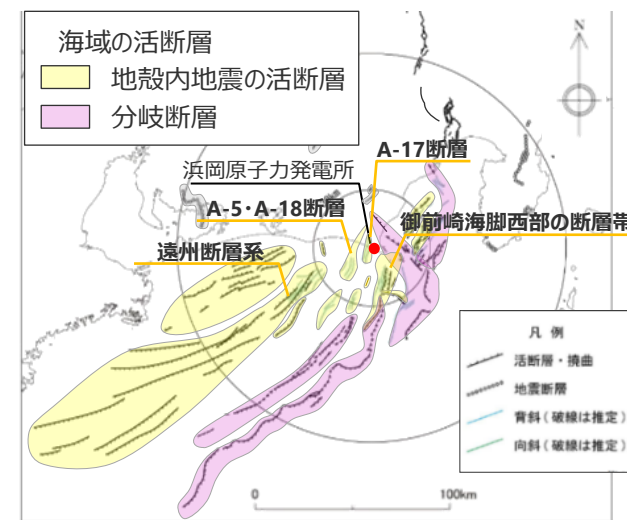 海域の活断層
地殻内地震の活断層
分岐断層
N
A-17断層
浜岡原子力発電所
A-5・A-18断層
御前崎海脚西部の断層帯
遠州断層系
凡 例
活断層・撓曲
地震断層
背斜(破線は推定)
向斜(破線は推定)
0 100km